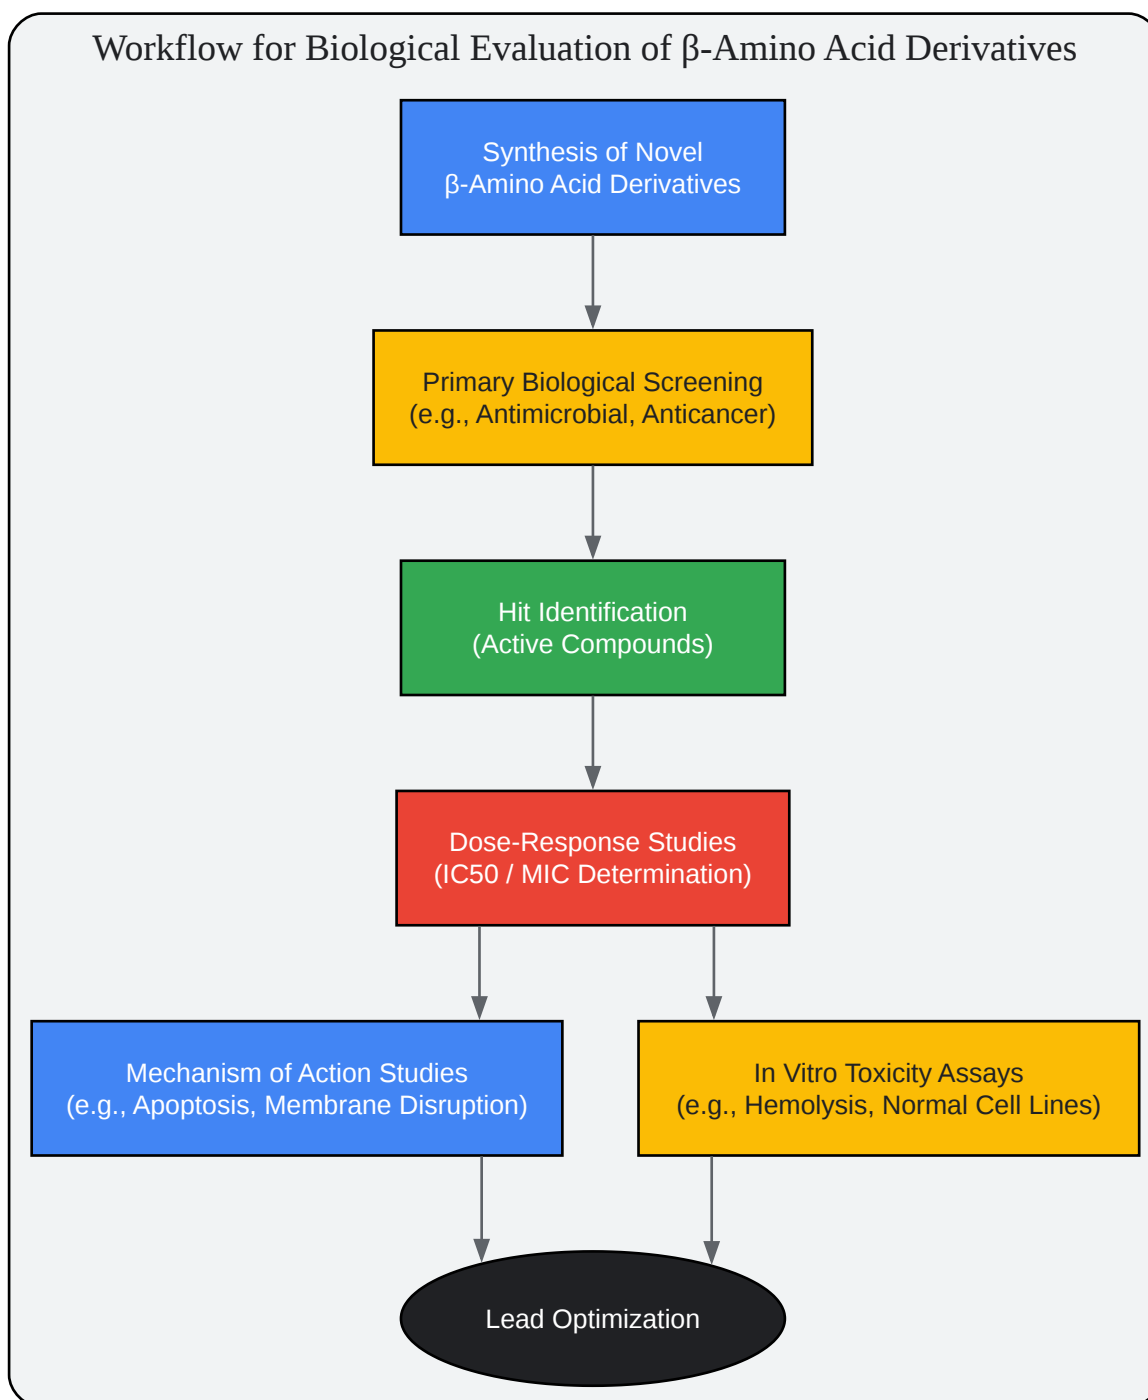 Workflow for Biological Evaluation of β-Amino Acid Derivatives
Synthesis of Novel
β-Amino Acid Derivatives
Primary Biological Screening
(e.g., Antimicrobial, Anticancer)
Hit Identification
(Active Compounds)
Dose-Response Studies
(IC50 / MIC Determination)
Mechanism of Action Studies
(e.g., Apoptosis, Membrane Disruption)
In Vitro Toxicity Assays
(e.g., Hemolysis, Normal Cell Lines)
Lead Optimization